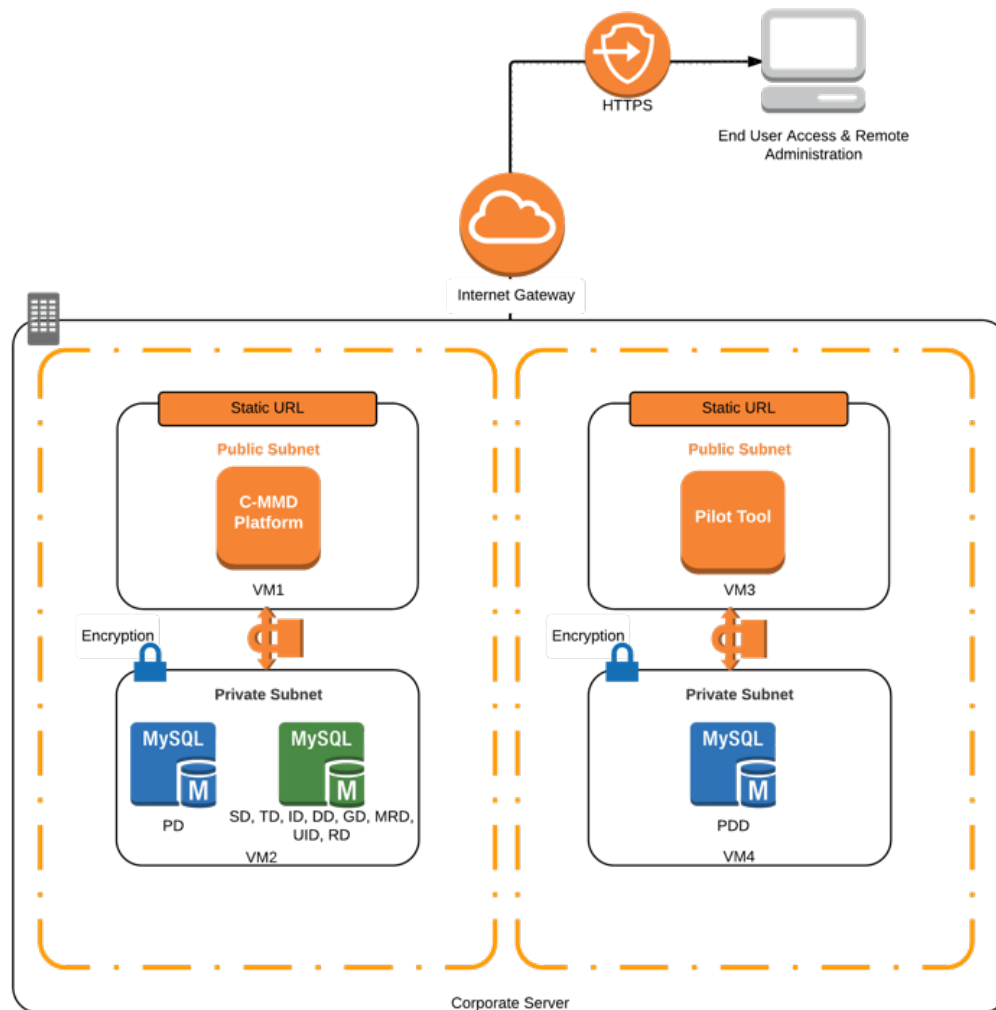 HTTPS
End User Access & Remote
Administration
Internet Gateway
Static URL
Public Subnet
C-MMD
Platform
VM1
Encryption
Private Subnet
MySQL
M
PD
MySQL
M
SD, TD, ID, DD, GD, MRD,
UID, RD
VM2
Static URL
Public Subnet
Pilot Tool
VM3
Encryption
Private Subnet
MySQL
M
PDD
VM4
Corporate Server